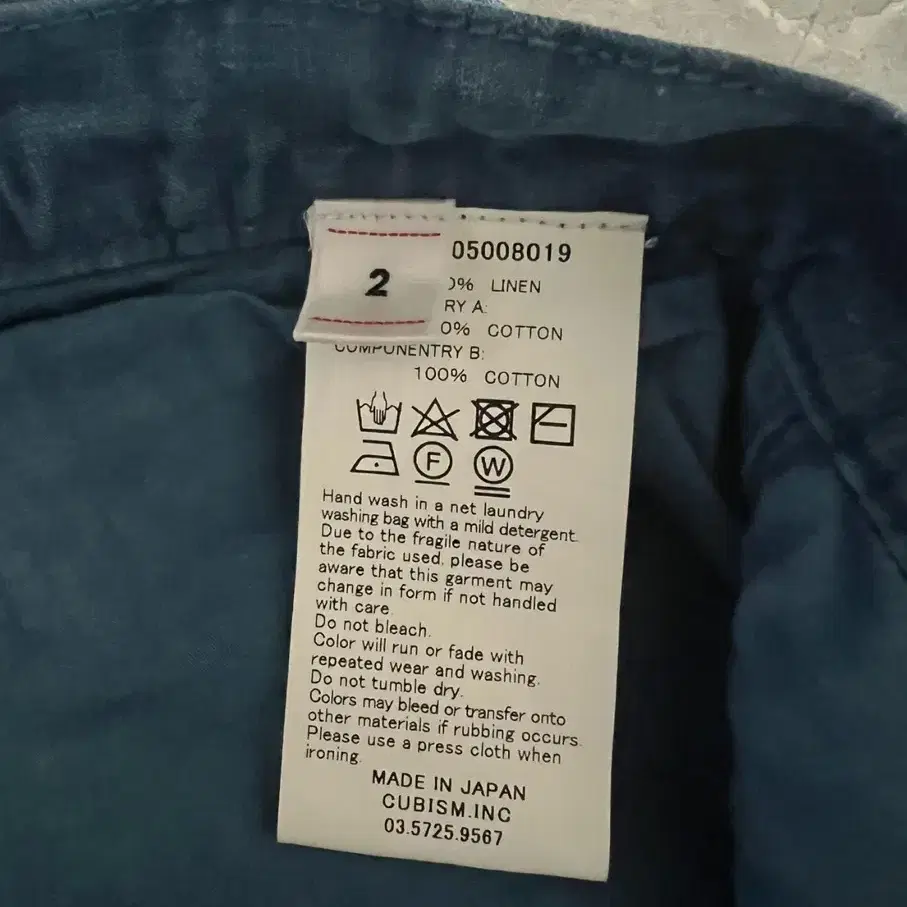 2
05008019
0% LINEN
RY A:
0% COTTON
COMPONENTRY B:
100% COTTON
F
W
Hand wash in a net laundry
washing bag with a mild detergent.
Due to the fragile nature of
the fabric used, please be
aware that this garment may
change in form if not handled
with care.
Do not bleach.
Color will run or fade with
repeated wear and washing.
Do not tumble dry.
Colors may bleed or transfer onto
other materials if rubbing occurs.
Please use a press cloth when
ironing.
MADE IN JAPAN
CUBISM.INC
03.5725.9567